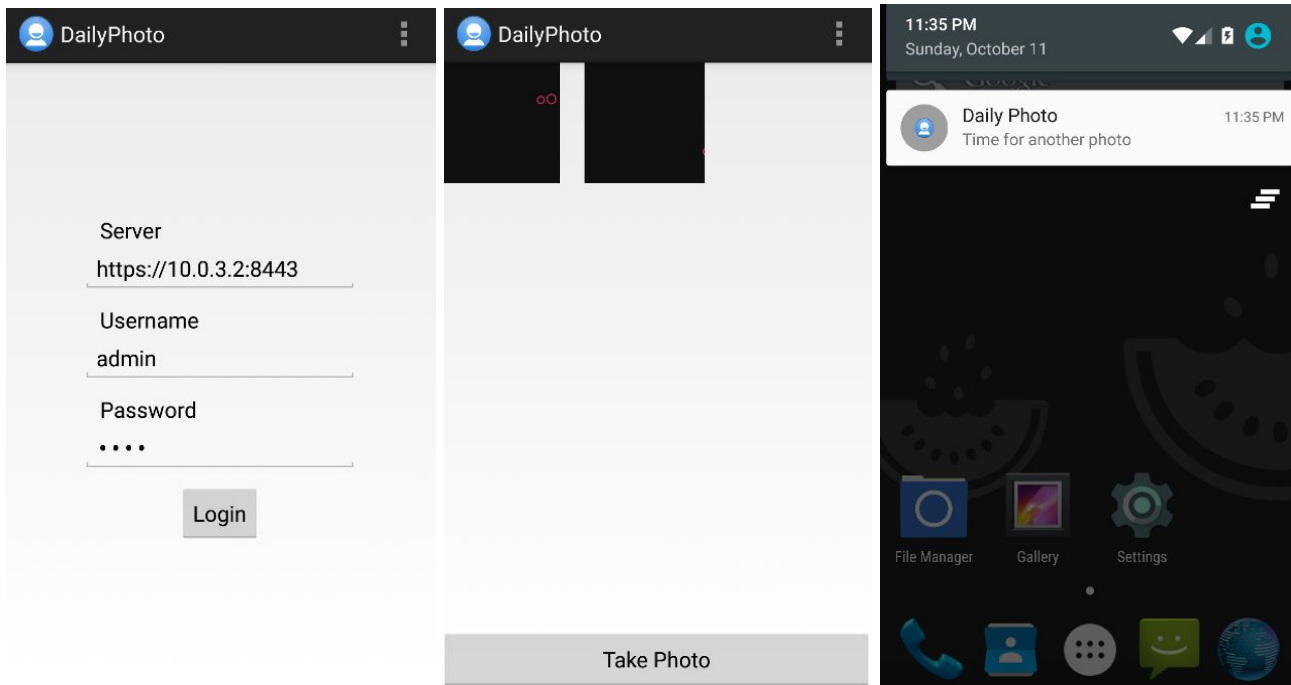 DailyPhoto
Server
https://10.0.3.2:8443
Username
admin
Password
Login
DailyPhoto
Take Photo
11:35 PM
Sunday, October 11
Google
Daily Photo
11:35 PM
Time for another photo
File Manager
Gallery
Settings